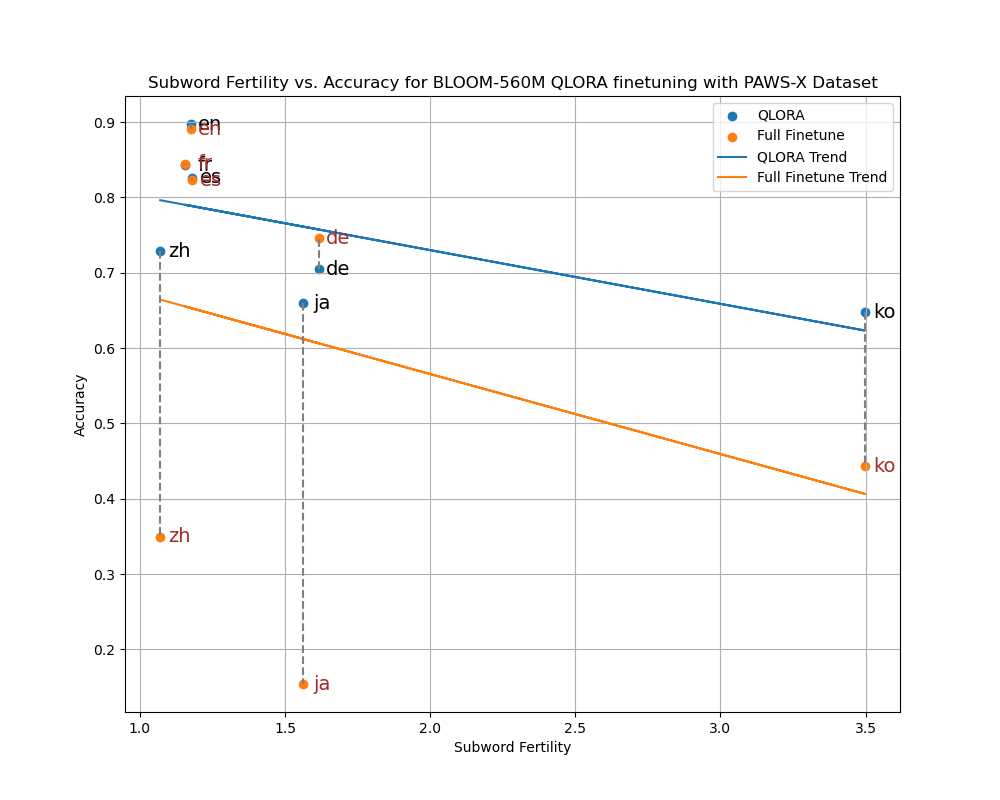 Subword Fertility vs. Accuracy for BLOOM-560M QLORA finetuning with PAWS-X Dataset
QLORA
Full Finetune
QLORA Trend
Full Finetune Trend
0.9
0.8
0.7
0.6
0.5
0.4
0.3
0.2
Accuracy
en
en
fr
fr
es
es
zh
de
de
ja
ko
ko
zh
ja
1.0
1.5
2.0
2.5
3.0
3.5
Subword Fertility